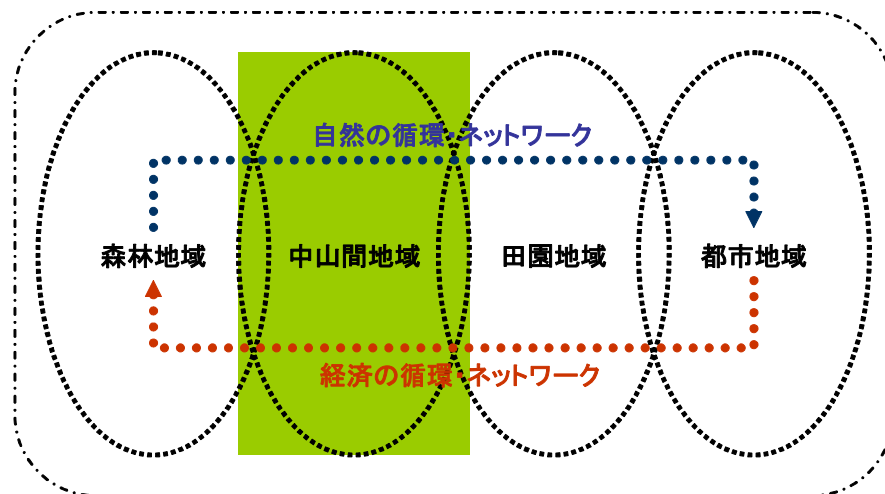 自然の循環・ネットワーク
森林地域
中山間地域
田園地域
都市地域
経済の循環・ネットワーク